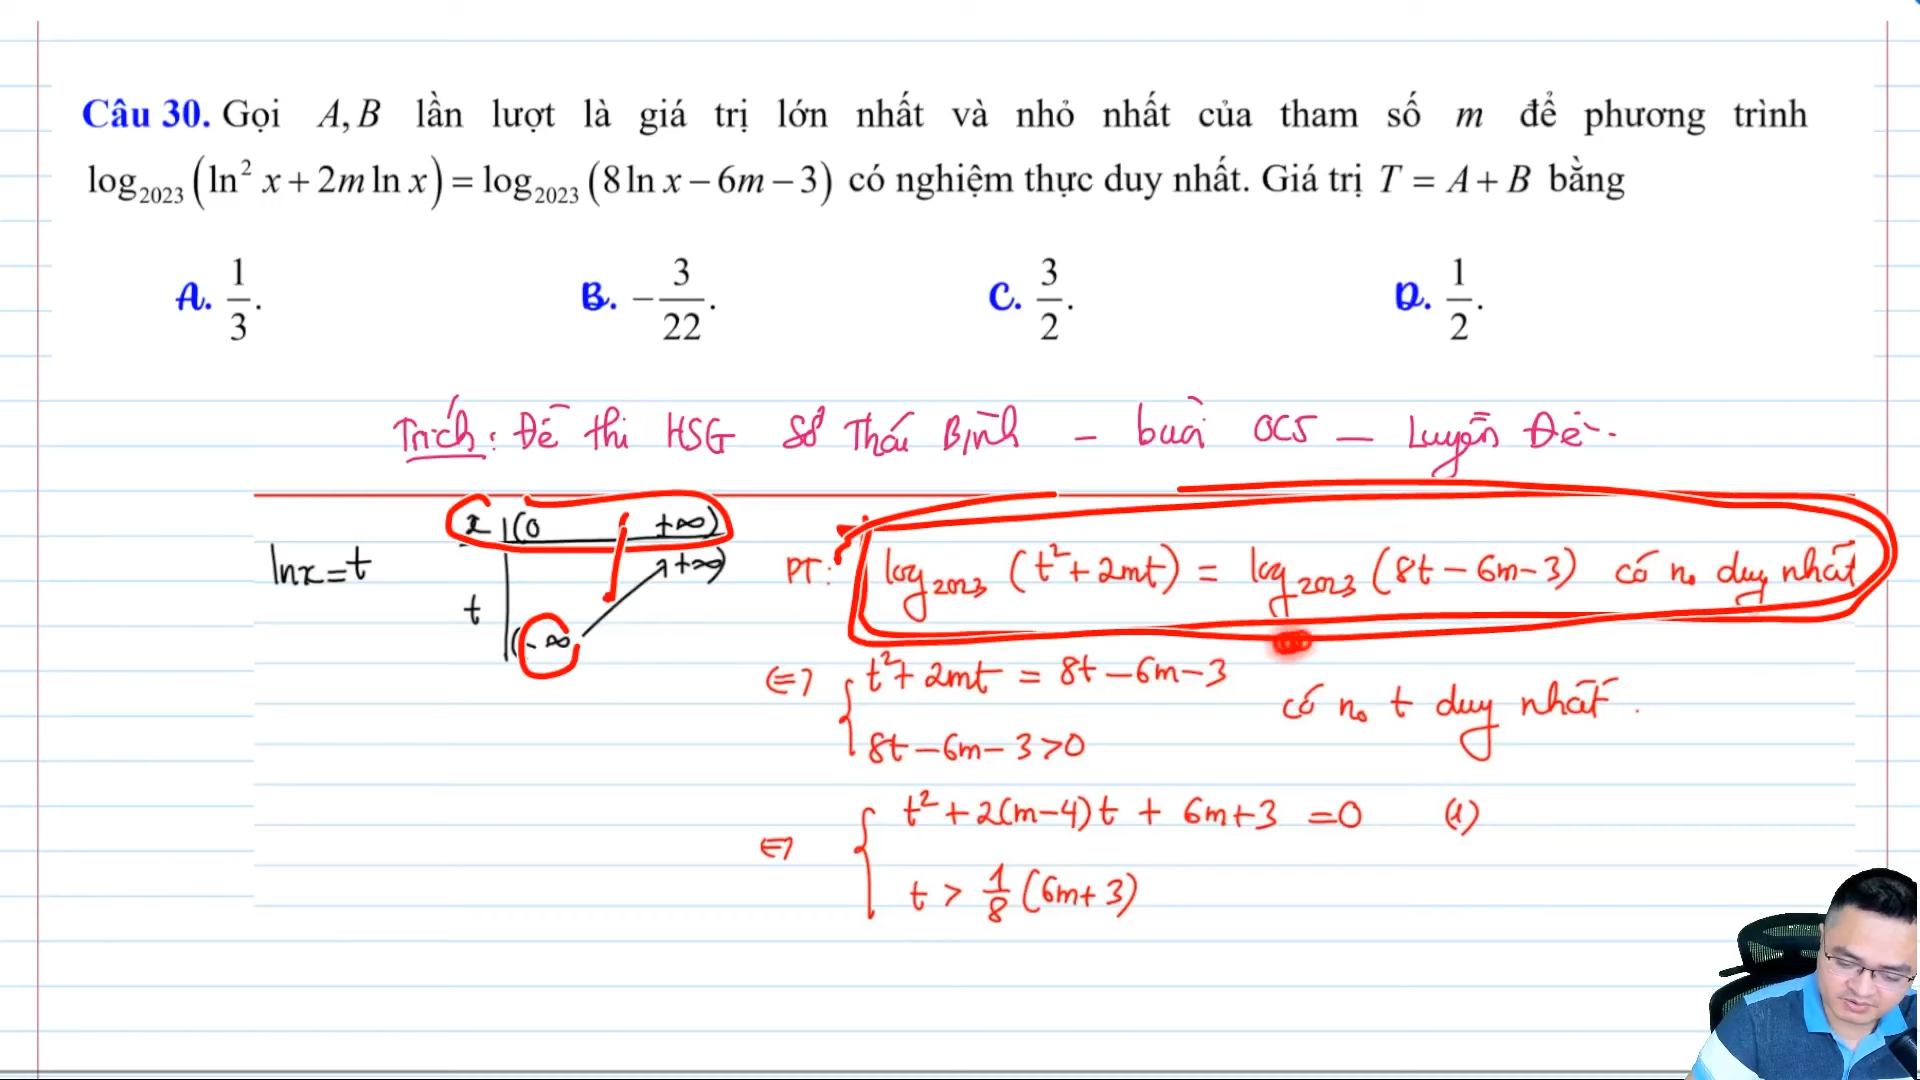 Câu 30. Gọi A, B lần lượt là giá trị lớn nhất và nhỏ nhất của tham số m để phương trình
log₂₀₂₃(ln² x + 2m ln x) = log₂₀₂₃(8 ln x − 6m − 3) có nghiệm thực duy nhất. Giá trị T = A + B bằng
A. 1/3. B. −3/22. C. 3/2. D. 1/2.
Trích: Đề thi HSG Sở Thái Bình – buổi OC5 – Luyện Đề.
x | (0 +∞)
lnx = t
t | (-∞ +∞)
PT: log₂₀₂₃(t² + 2mt) = log₂₀₂₃(8t − 6m − 3) có n₀ duy nhất
⇔ { t² + 2mt = 8t − 6m − 3
8t − 6m − 3 > 0
có n₀ t duy nhất.
⇔ { t² + 2(m−4)t + 6m+3 = 0 (1)
t > 1/8 (6m+3)